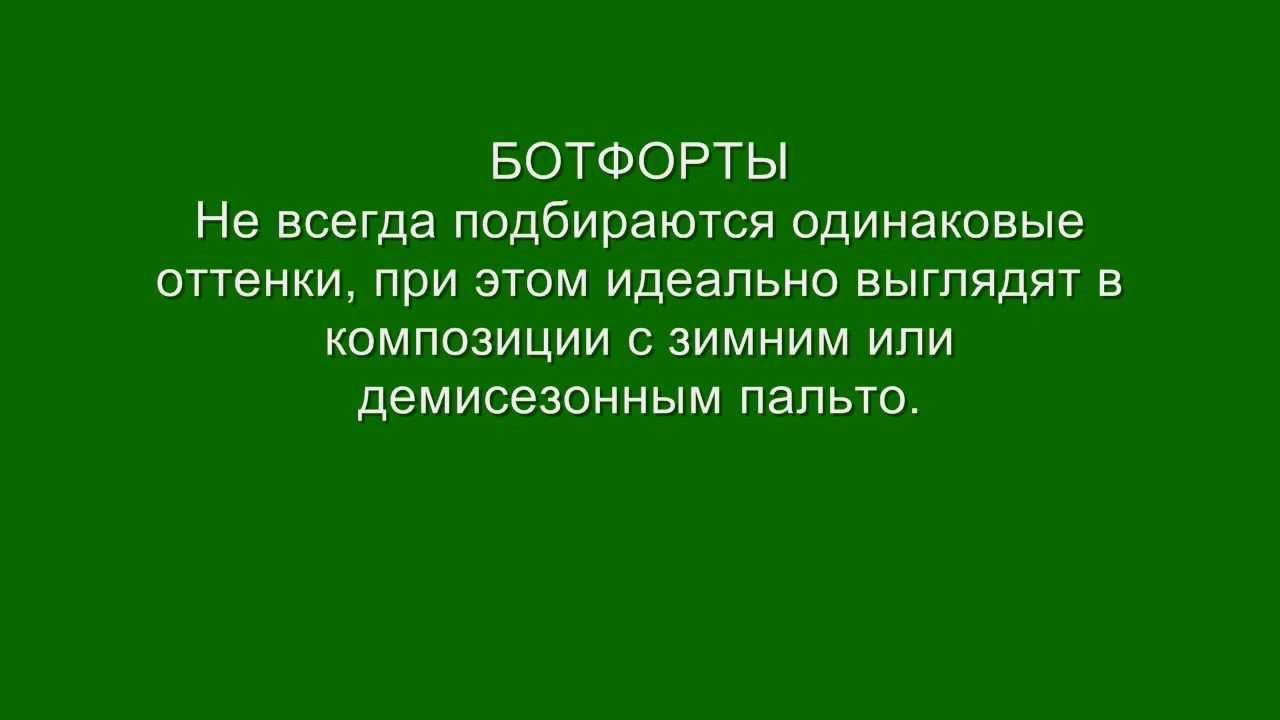 БОТФОРТЫ
Не всегда подбираются одинаковые
оттенки, при этом идеально выглядят в
композиции с зимним или
демисезонным пальто.